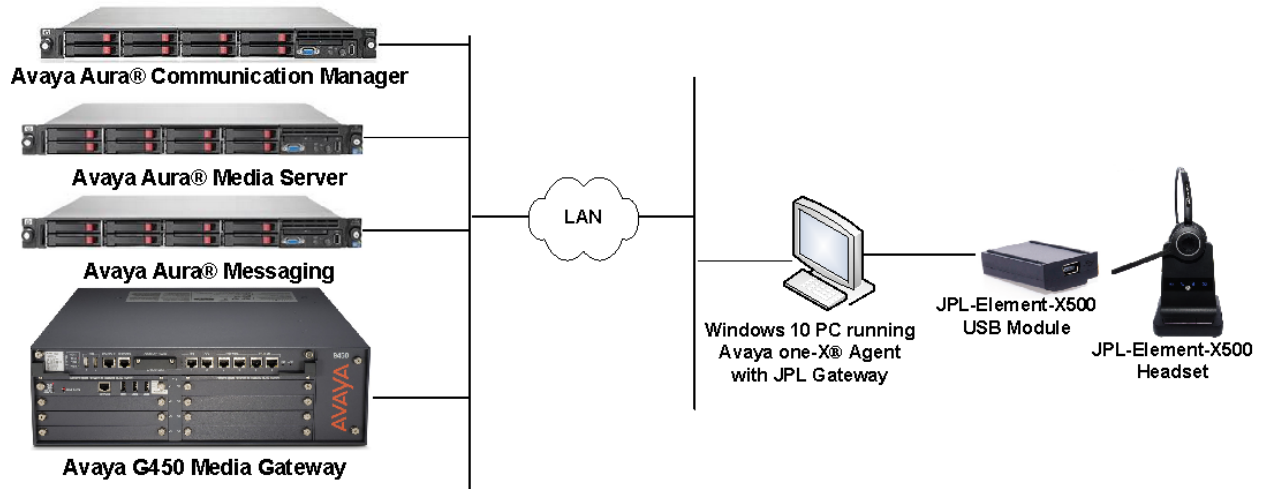 Avaya Aura® Communication Manager
Avaya Aura® Media Server
Avaya Aura® Messaging
AVAYA
Avaya G450 Media Gateway
LAN
Windows 10 PC running
Avaya one-X® Agent
with JPL Gateway
JPL-Element-X500
USB Module
JPL-Element-X500
Headset